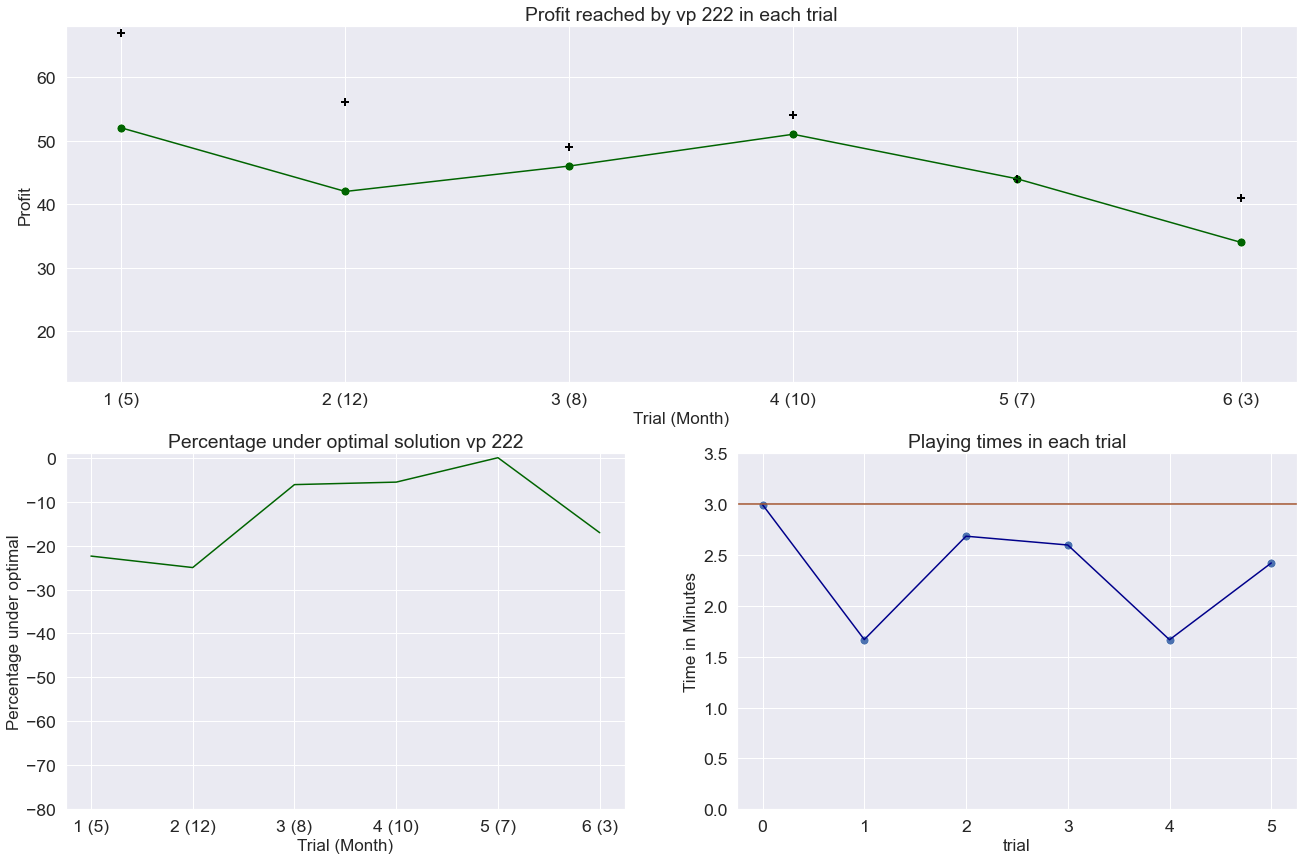 Profit reached by vp 222 in each trial
Profit
60
50
40
30
20
1 (5) 2 (12) 3 (8) 4 (10) 5 (7) 6 (3)
Trial (Month)
Percentage under optimal solution vp 222
Percentage under optimal
0
−10
−20
−30
−40
−50
−60
−70
−80
1 (5) 2 (12) 3 (8) 4 (10) 5 (7) 6 (3)
Trial (Month)
Playing times in each trial
Time in Minutes
3.5
3.0
2.5
2.0
1.5
1.0
0.5
0.0
0 1 2 3 4 5
trial